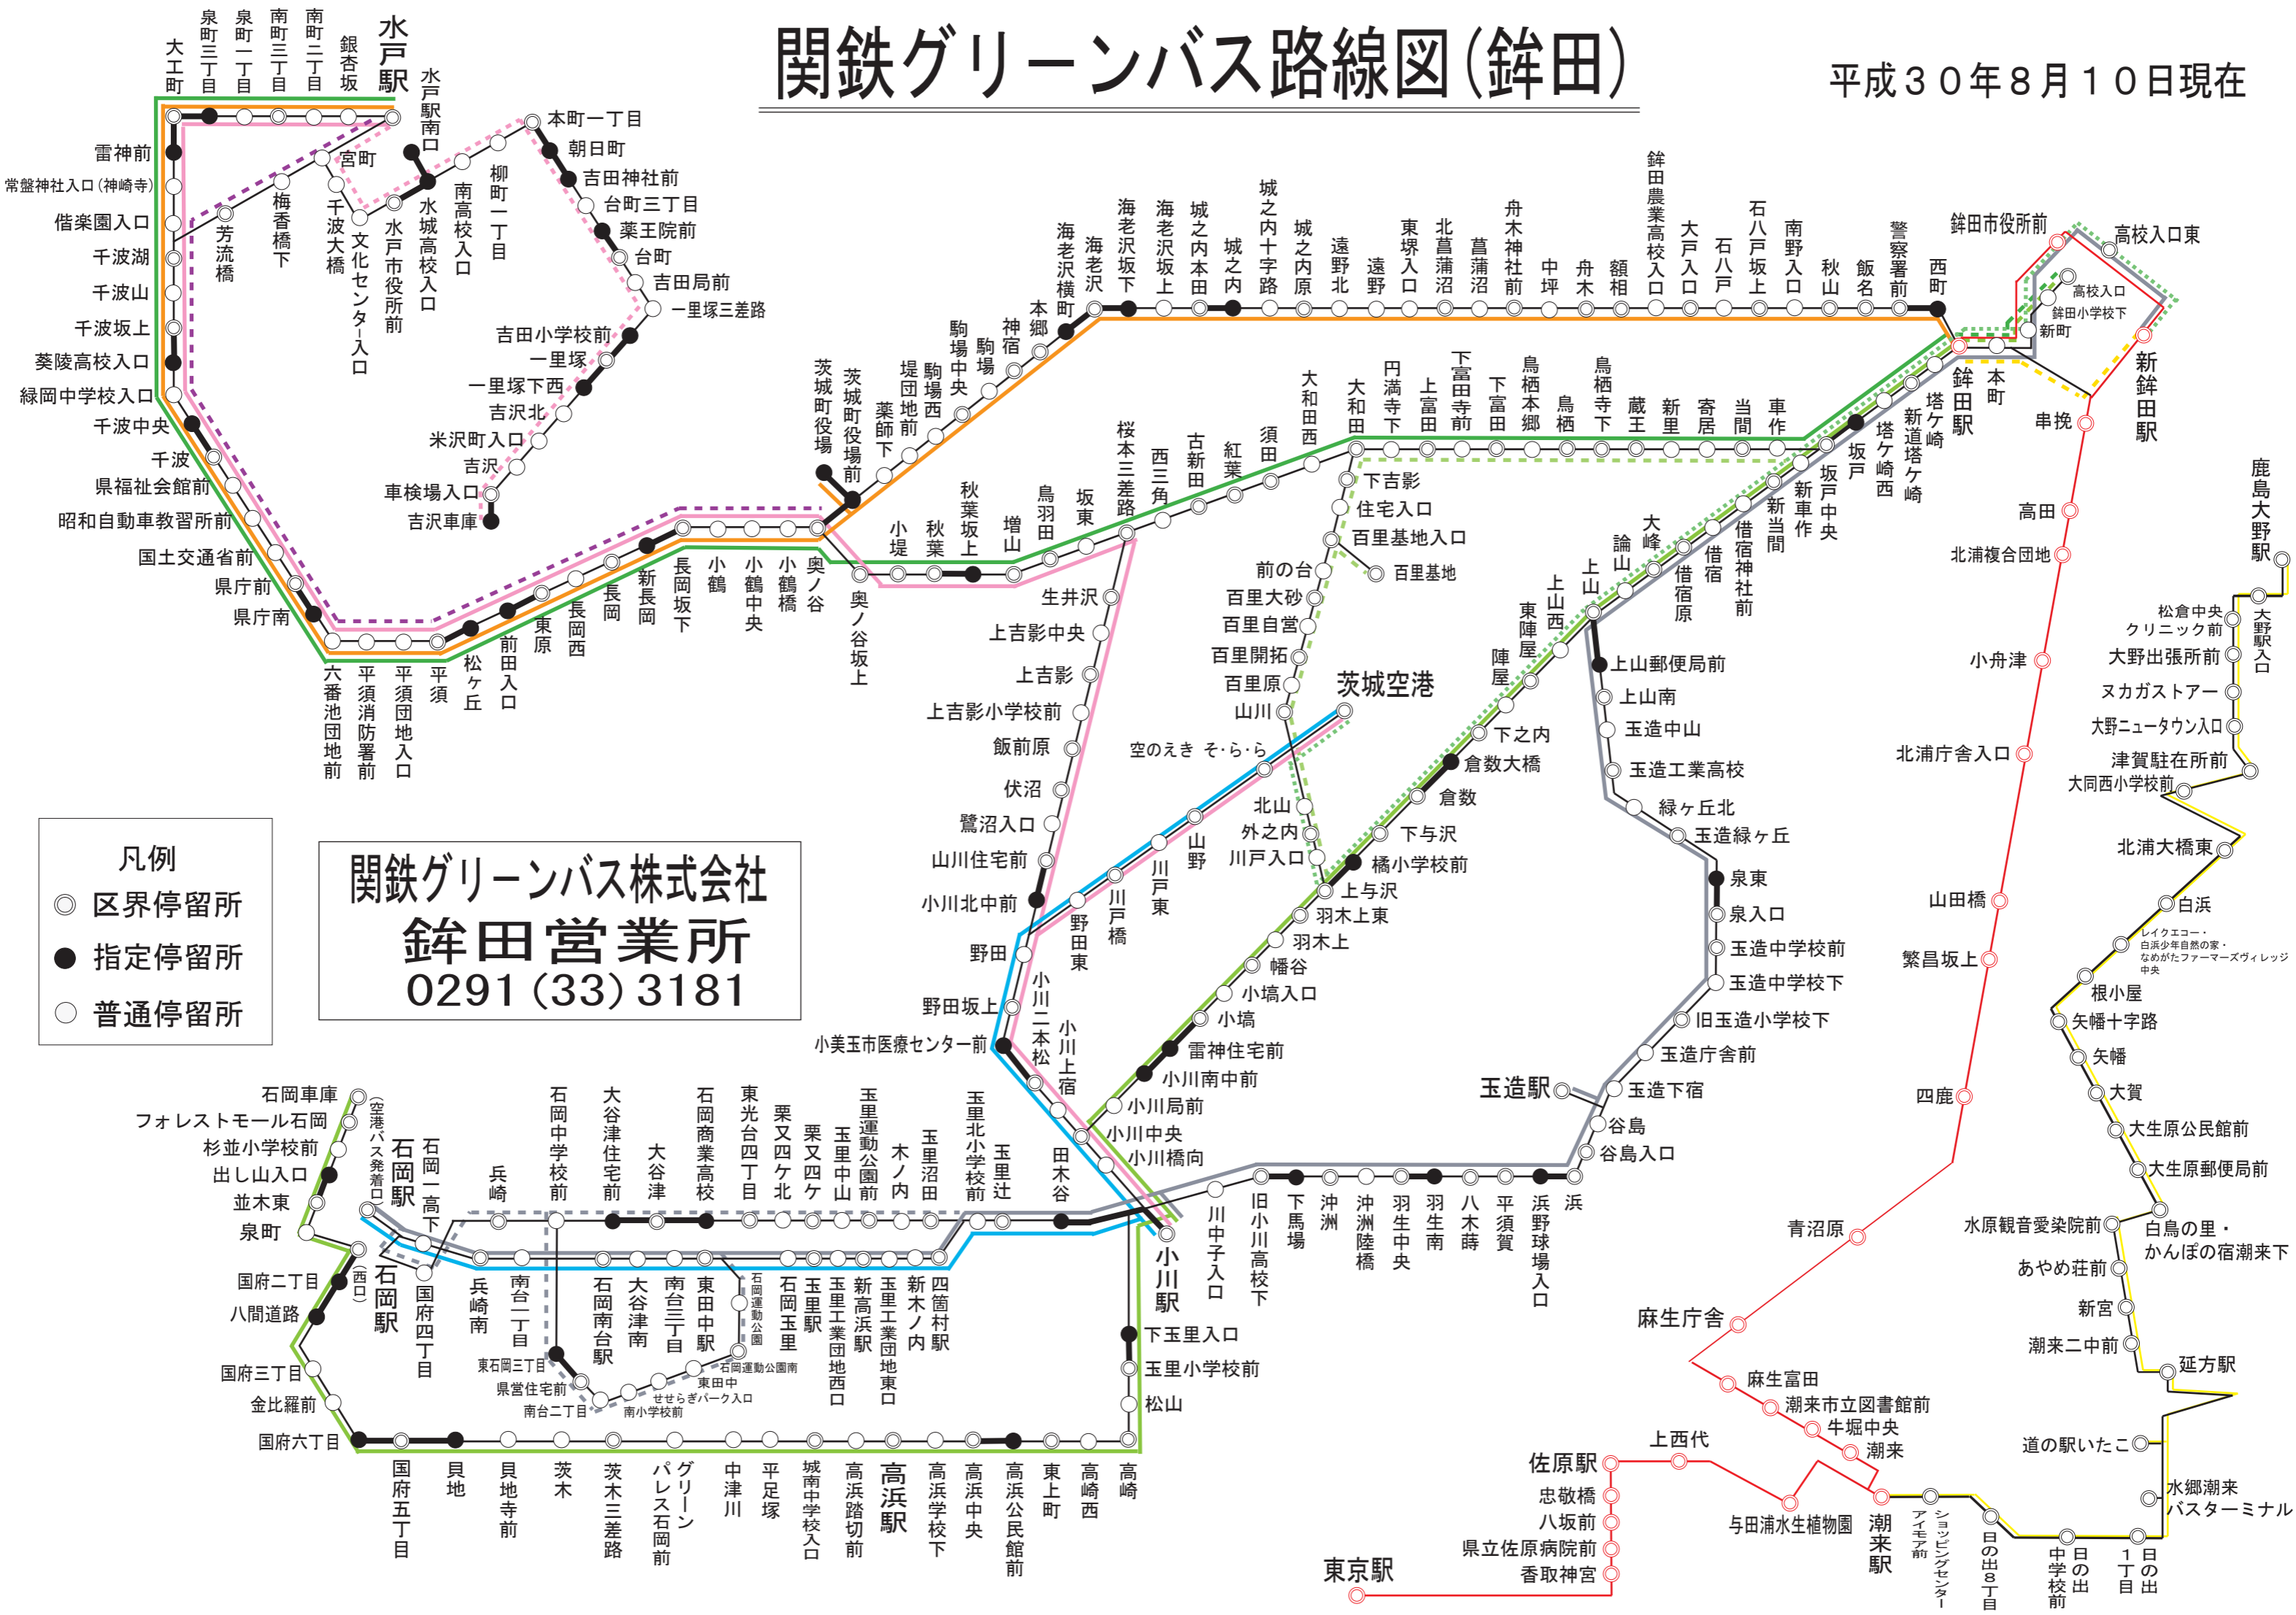 関鉄グリーンバス路線図(鉾田)
平成30年8月10日現在
大工町
泉町三丁目
泉町一丁目
南町三丁目
南町二丁目
銀杏坂
水戸駅
水戸駅南口
本町一丁目
朝日町
吉田神社前
台町三丁目
薬王院前
台町
吉田局前
一里塚三差路
吉田小学校前
一里塚
一里塚下西
吉沢北
米沢町入口
吉沢
車検場入口
吉沢車庫
宮町
梅香橋下
芳流橋
千波大橋
文化センター入口
水戸市役所前
水城高校入口
南高校入口
柳町一丁目
雷神前
常盤神社入口(神崎寺)
偕楽園入口
千波湖
千波山
千波坂上
葵陵高校入口
緑岡中学校入口
千波中央
千波
県福祉会館前
昭和自動車教習所前
国土交通省前
県庁前
県庁南
六番池団地前
平須消防署前
平須団地入口
平須
松ヶ丘
前田入口
東原
長岡西
長岡
新長岡
長岡坂下
小鶴
小鶴中央
小鶴橋
奥ノ谷
奥ノ谷坂上
茨城町役場
茨城町役場前
薬師下
堤団地前
駒場西
駒場中央
駒場
神宿
本郷
海老沢横町
海老沢
海老沢坂下
海老沢坂上
城之内本田
城之内
城之内十字路
城之内原
遠野北
遠野
東堺入口
北菖蒲沼
菖蒲沼
舟木神社前
中坪
舟木
額相
鉾田農業高校入口
大戸入口
石八戸
石八戸坂上
南野入口
秋山
飯名
警察署前
西町
鉾田駅
本町
新町
鉾田小学校下
高校入口
鉾田市役所前
高校入口東
新鉾田駅
小堤
秋葉
秋葉坂上
増山
鳥羽田
坂東
桜本三差路
西三角
古新田
紅葉
須田
大和田西
大和田
円満寺下
上富田
下富田寺前
下富田
鳥栖本郷
鳥栖
鳥栖寺下
蔵王
新里
寄居
当間
車作
坂戸中央
坂戸
塔ケ崎西
新道塔ケ崎
塔ケ崎
下吉影
住宅入口
百里基地入口
百里基地
前の台
百里大砂
百里自営
百里開拓
百里原
山川
北山
外之内
川戸入口
生井沢
上吉影中央
上吉影
上吉影小学校前
飯前原
伏沼
鷺沼入口
山川住宅前
小川北中前
野田
野田坂上
小美玉市医療センター前
小川二本松
小川上宿
小川中央
小川橋向
小川駅
茨城空港
空のえき そ・ら・ら
山野
川戸東
川戸橋
野田東
新車作
新当間
借宿神社前
借宿
借宿原
大峰
論山
上山
上山西
東陣屋
陣屋
下之内
倉数大橋
倉数
下与沢
橘小学校前
上与沢
羽木上東
羽木上
幡谷
小塙入口
小塙
雷神住宅前
小川南中前
小川局前
上山郵便局前
上山南
玉造中山
玉造工業高校
緑ヶ丘北
玉造緑ヶ丘
泉東
泉入口
玉造中学校前
玉造中学校下
旧玉造小学校下
玉造庁舎前
玉造下宿
玉造駅
谷島
谷島入口
浜
浜野球場入口
平須賀
八木蒔
羽生南
羽生中央
沖洲陸橋
沖洲
下馬場
旧小川高校下
川中子入口
凡例
区界停留所
指定停留所
普通停留所
関鉄グリーンバス株式会社
鉾田営業所
0291(33)3181
石岡車庫
フォレストモール石岡
杉並小学校前
出し山入口
並木東
泉町
国府二丁目
八間道路
国府三丁目
金比羅前
国府六丁目
(空港バス発着口)
石岡駅
(西口)
石岡駅
石岡一高下
国府四丁目
兵崎
石岡中学校前
大谷津住宅前
大谷津
石岡商業高校
東光台四丁目
栗又四ケ北
栗又四ケ
玉里中山
玉里運動公園前
木ノ内
玉里沼田
玉里北小学校前
玉里辻
田木谷
兵崎南
南台一丁目
石岡南台駅
大谷津南
南台三丁目
東田中駅
石岡運動公園
石岡玉里
玉里駅
玉里工業団地西口
新高浜駅
玉里工業団地東口
新木ノ内
四箇村駅
東石岡三丁目
県営住宅前
南台二丁目
南小学校前
せせらぎパーク入口
東田中
石岡運動公園南
下玉里入口
玉里小学校前
松山
国府五丁目
貝地
貝地寺前
茨木
茨木三差路
グリーン
パレス石岡前
中津川
平足塚
城南中学校入口
高浜踏切前
高浜駅
高浜学校下
高浜中央
高浜公民館前
東上町
高崎西
高崎
串挽
高田
北浦複合団地
小舟津
北浦庁舎入口
山田橋
繁昌坂上
四鹿
青沼原
麻生庁舎
麻生富田
潮来市立図書館前
牛堀中央
潮来
潮来駅
与田浦水生植物園
上西代
佐原駅
忠敬橋
八坂前
県立佐原病院前
香取神宮
東京駅
鹿島大野駅
大野駅入口
松倉中央
クリニック前
大野出張所前
ヌカガストアー
大野ニュータウン入口
津賀駐在所前
大同西小学校前
北浦大橋東
白浜
レイクエコー・
白浜少年自然の家・
なめがたファーマーズヴィレッジ
中央
根小屋
矢幡十字路
矢幡
大賀
大生原公民館前
大生原郵便局前
白鳥の里・
かんぽの宿潮来下
水原観音愛染院前
あやめ荘前
新宮
潮来二中前
延方駅
道の駅いたこ
水郷潮来
バスターミナル
日の出
1丁目
日の出
中学校前
日の出8丁目
ショッピングセンター
アイモア前